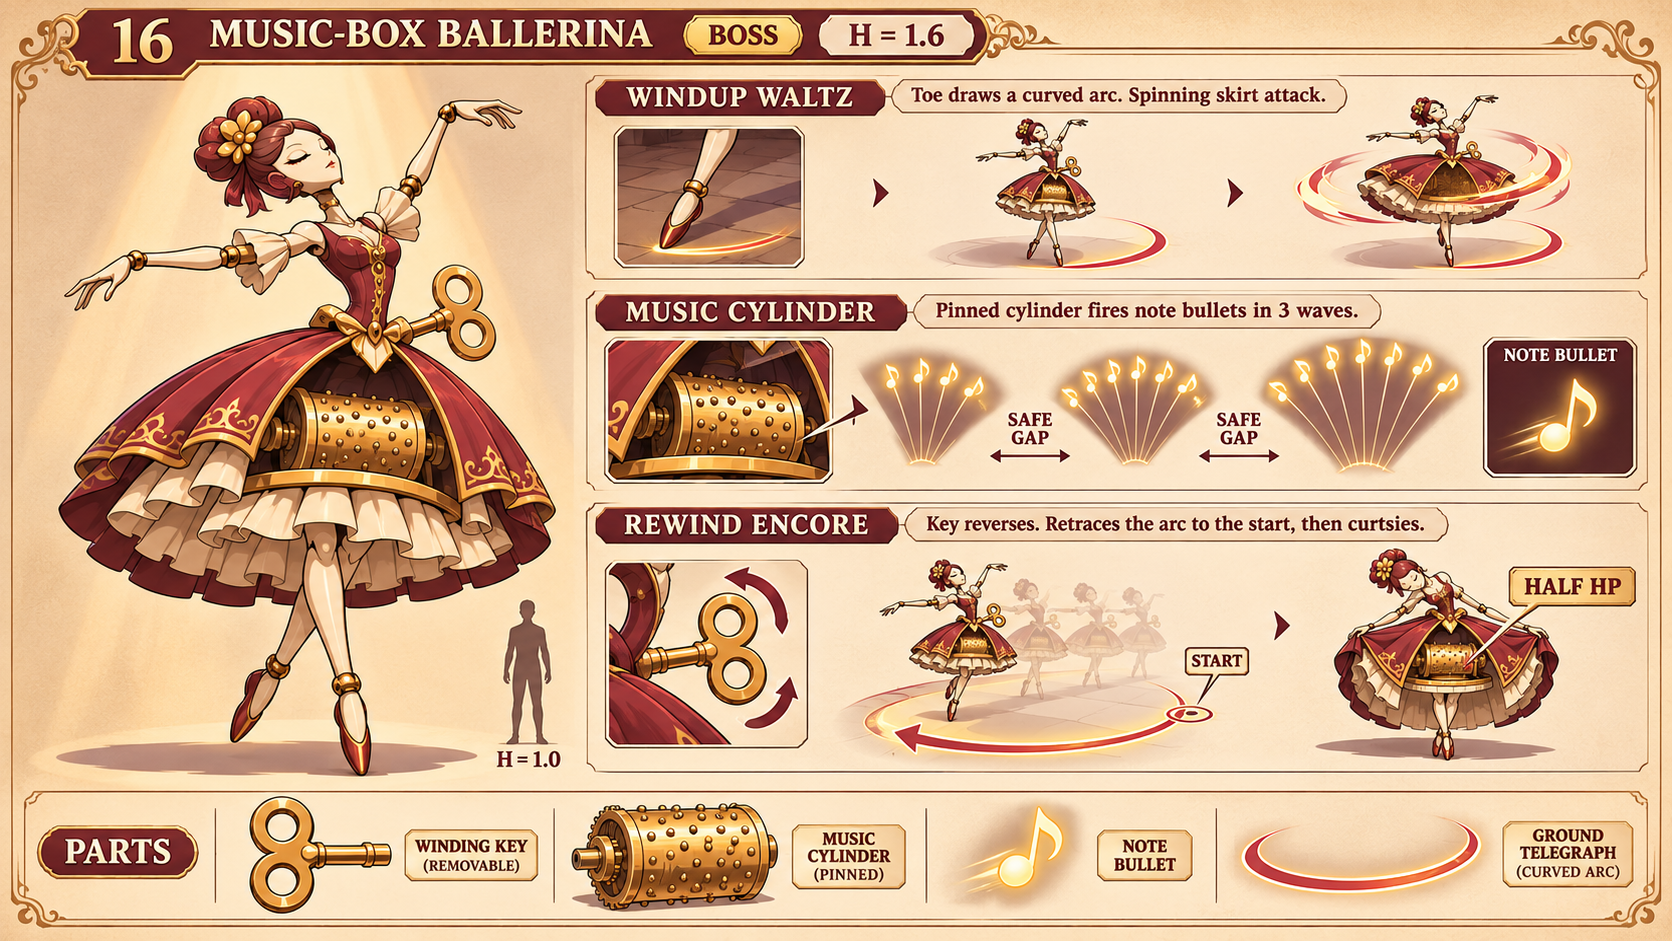 16 MUSIC-BOX BALLERINA BOSS H = 1.6
WINDUP WALTZ
Toe draws a curved arc. Spinning skirt attack.
MUSIC CYLINDER
Pinned cylinder fires note bullets in 3 waves.
SAFE
GAP
SAFE
GAP
NOTE BULLET
REWIND ENCORE
Key reverses. Retraces the arc to the start, then curtsies.
START
HALF HP
H = 1.0
PARTS
WINDING KEY
(REMOVABLE)
MUSIC
CYLINDER
(PINNED)
NOTE
BULLET
GROUND
TELEGRAPH
(CURVED ARC)